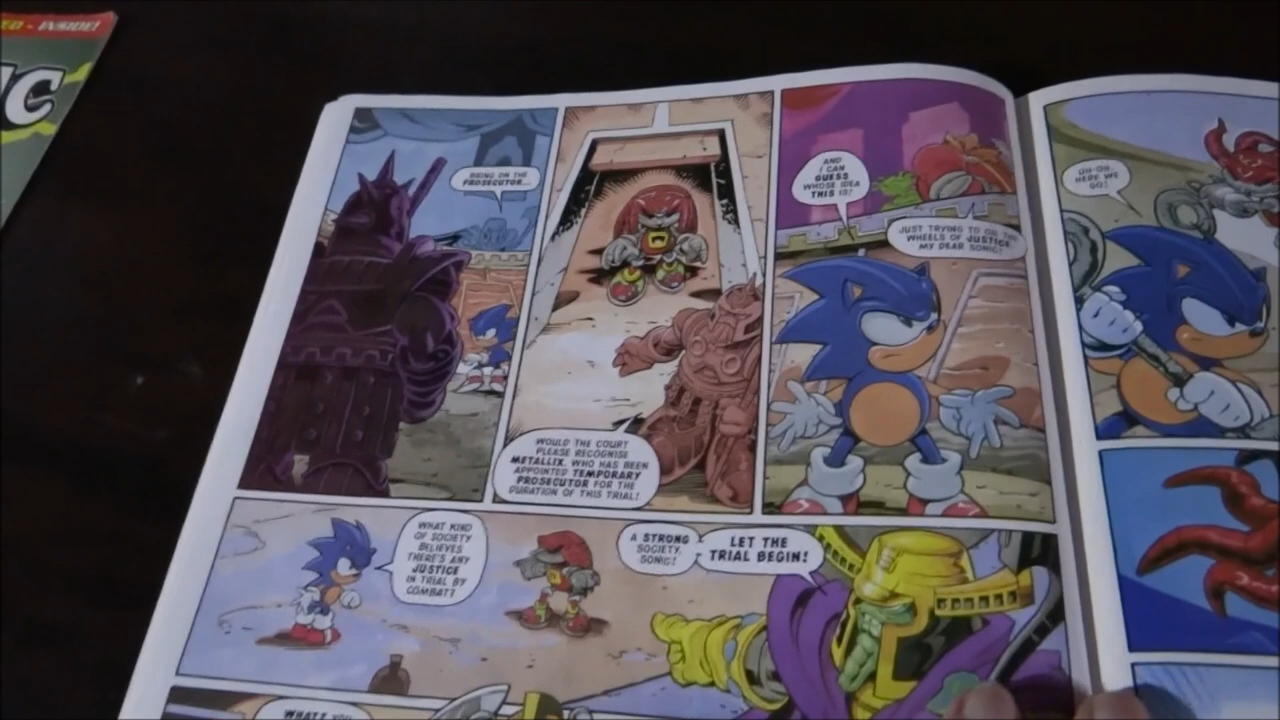 ED - INSIDE!
IC
BRING ON THE
PROSECUTOR...
WOULD THE COURT
PLEASE RECOGNISE
METALLIX, WHO HAS BEEN
APPOINTED TEMPORARY
PROSECUTOR FOR THE
DURATION OF THIS TRIAL!
AND
I CAN
GUESS
WHOSE IDEA
THIS IS!
JUST TRYING TO OIL THE
WHEELS OF JUSTICE
MY DEAR SONIC!
WHAT KIND
OF SOCIETY
BELIEVES
THERE'S ANY
JUSTICE
IN TRIAL BY
COMBAT?
A STRONG
SOCIETY,
SONIC!
LET THE
TRIAL BEGIN!
UH-OH,
HERE WE
GO!